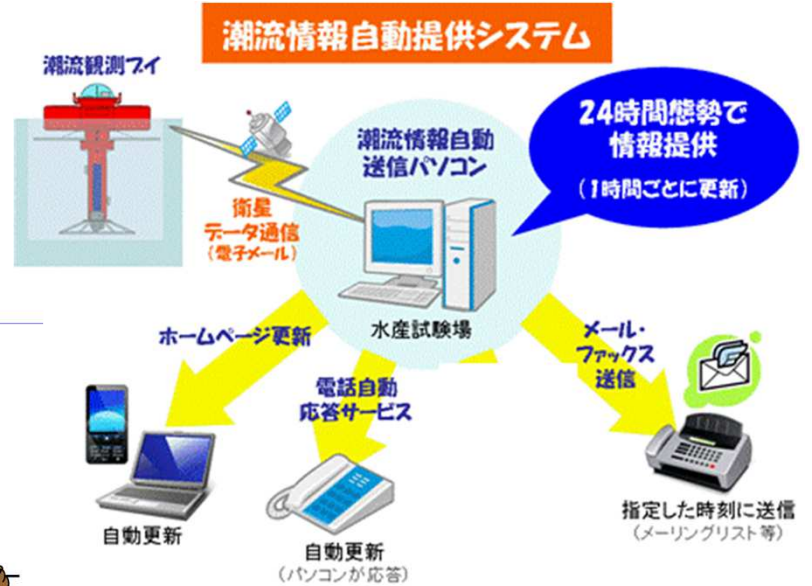 潮流情報自動提供システム
潮流観測ブイ
24時間態勢で
情報提供
(1時間ごとに更新)
潮流情報自動
送信パソコン
衛星
データ通信
(電子メール)
水産試験場
ホームページ更新
メール・
ファックス
送信
電話自動
応答サービス
自動更新
自動更新
(パソコンが応答)
指定した時刻に送信
(メーリングリスト等)